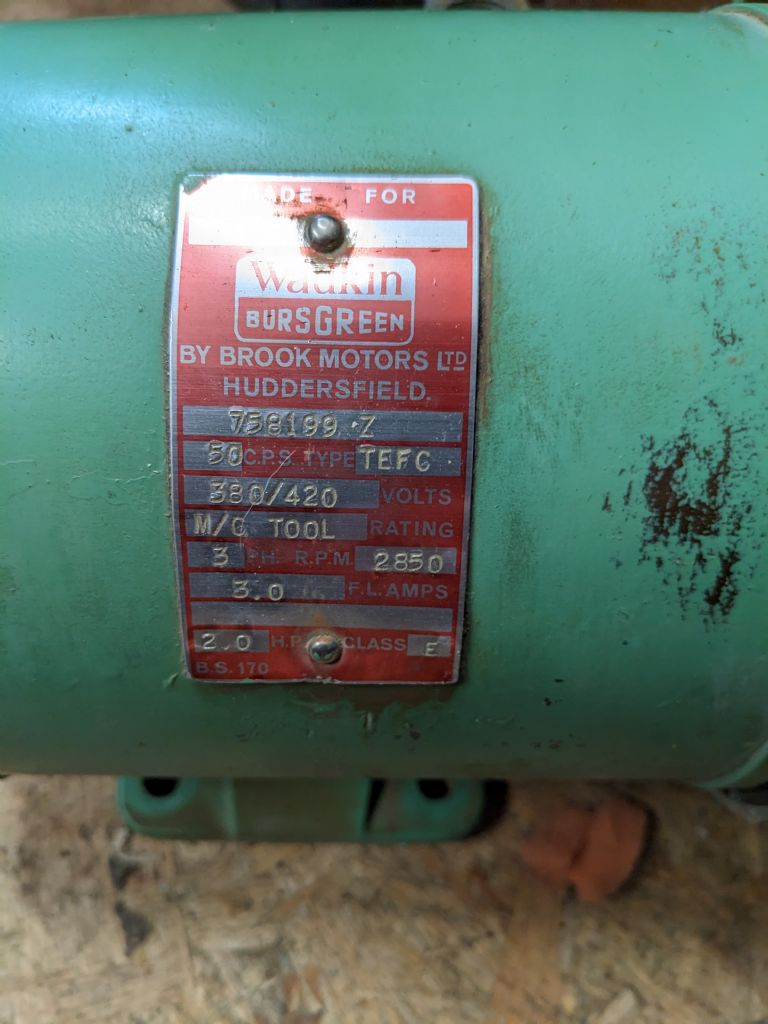 MADE FOR
Wadkin
BURSGREEN
BY BROOK MOTORS LTD
HUDDERSFIELD.
758199 Z
50 C.P.S. TYPE TEFC
380/420 VOLTS
M/C TOOL RATING
3 PH. R.P.M. 2850
3.0 F.L. AMPS
2.0 H.P. CLASS E
B.S. 170